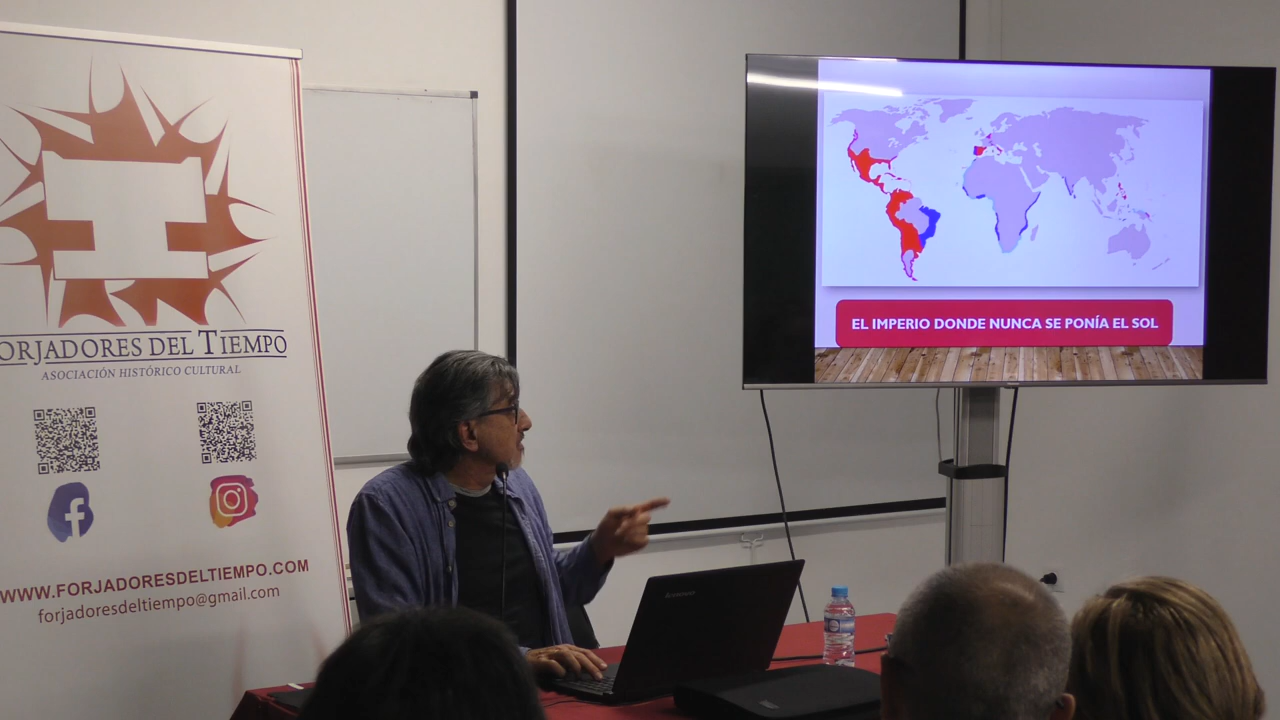 FORJADORES DEL TIEMPO
ASOCIACIÓN HISTÓRICO CULTURAL
WWW.FORJADORESDELTIEMPO.COM
forjadoresdeltiempo@gmail.com
EL IMPERIO DONDE NUNCA SE PONÍA EL SOL
lenovo